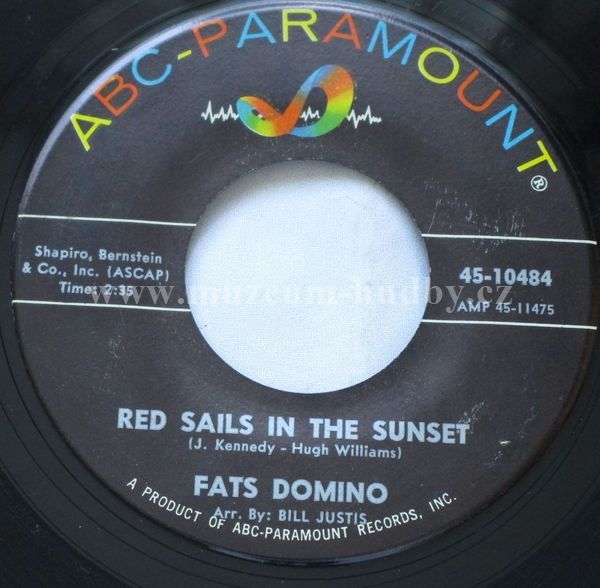 ABC-PARAMOUNT®
Shapiro, Bernstein
& Co., Inc. (ASCAP)
Time: 2:35
45-10484
AMP 45-11475
www.muzeum-hudby.cz
RED SAILS IN THE SUNSET
(J. Kennedy - Hugh Williams)
FATS DOMINO
Arr. By: BILL JUSTIS
A PRODUCT OF ABC-PARAMOUNT RECORDS, INC.